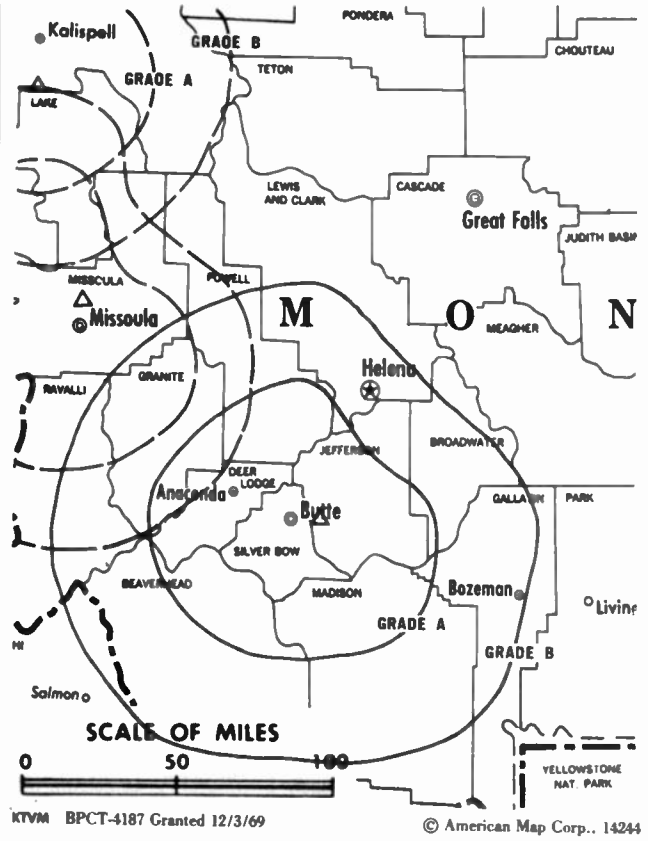 PONDERA
Kalispell
GRADE B
CHOUTEAU
TETON
GRADE A
LAKE
LEWIS
AND CLARK
CASCADE
Great Falls
JUDITH BASIN
MISSOULA
POWELL
Missoula
M O N
MEAGHER
Helena
RAVALLI
GRANITE
JEFFERSON
BROADWATER
DEER
LODGE
Anaconda
GALLATIN PARK
Butte
SILVER BOW
BEAVERHEAD
MADISON
Bozeman
Livin
GRADE A
GRADE B
Salmon
SCALE OF MILES
0 50 100
YELLOWSTONE
NAT. PARK
KTVM BPCT-4187 Granted 12/3/69
© American Map Corp.. 14244